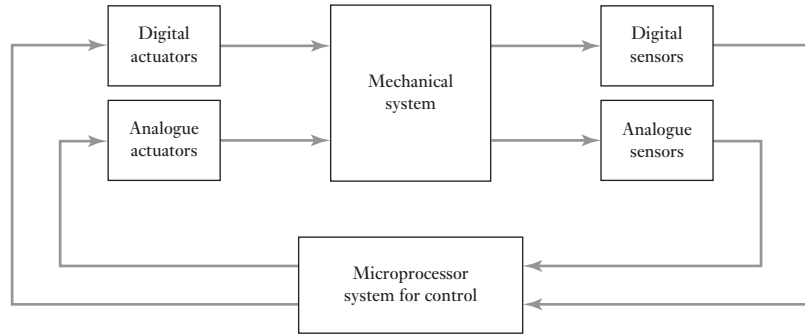 Digital
actuators
Mechanical
system
Digital
sensors
Analogue
actuators
Analogue
sensors
Microprocessor
system for control